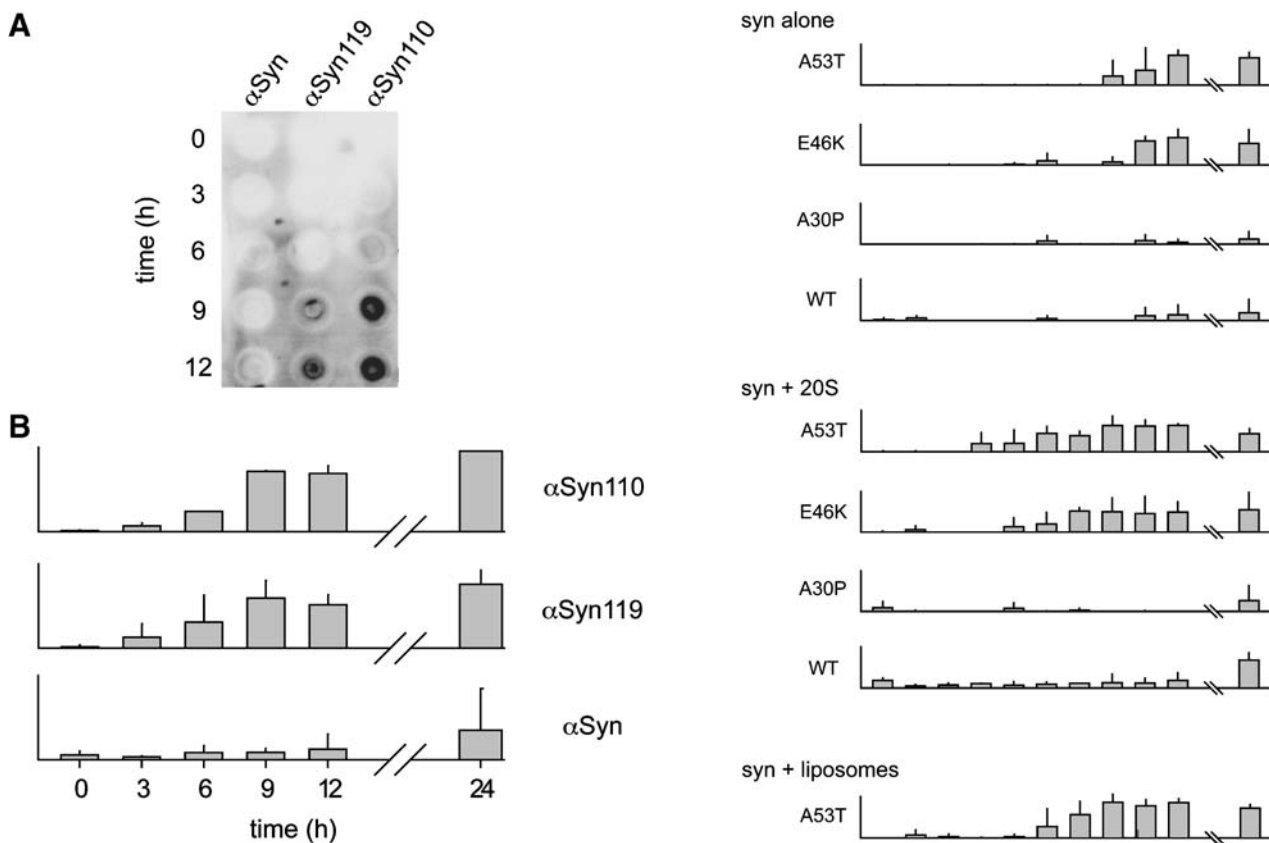 A
αSyn
αSyn119
αSyn110
time (h)
0
3
6
9
12
B
αSyn110
αSyn119
αSyn
0 3 6 9 12 24
time (h)
syn alone
A53T
E46K
A30P
WT
syn + 20S
A53T
E46K
A30P
WT
syn + liposomes
A53T